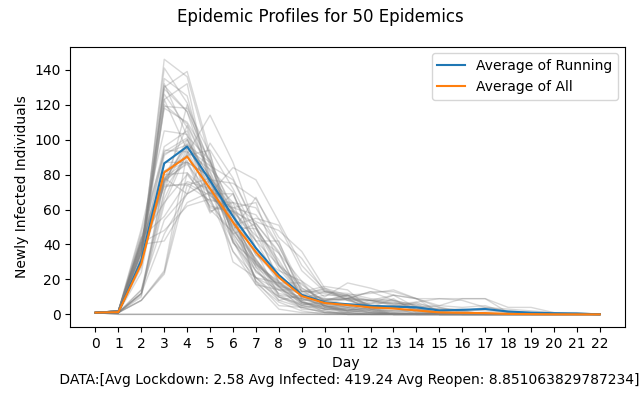 Epidemic Profiles for 50 Epidemics
Average of Running
Average of All
Newly Infected Individuals
140
120
100
80
60
40
20
0
0 1 2 3 4 5 6 7 8 9 10 11 12 13 14 15 16 17 18 19 20 21 22
Day
DATA:[Avg Lockdown: 2.58 Avg Infected: 419.24 Avg Reopen: 8.851063829787234]